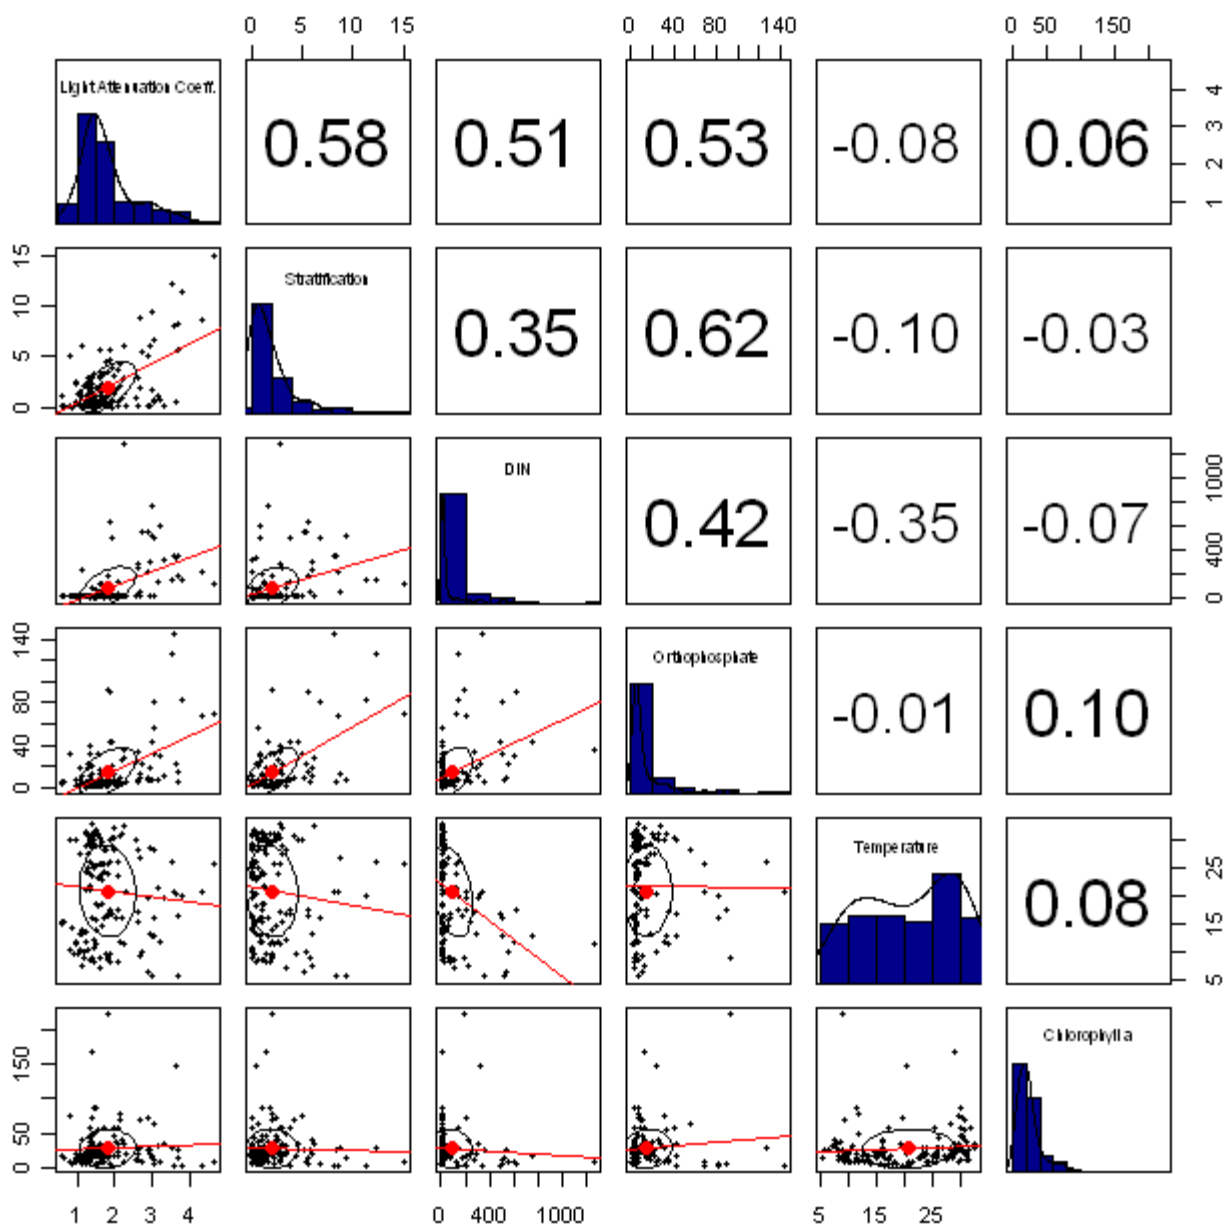 0 5 10 15 0 40 80 140 0 50 150
Light Attenuation Coeff.
0.58 0.51 0.53 -0.08 0.06
1 2 3 4
0 5 10 15
Stratification
0.35 0.62 -0.10 -0.03
DIN
0.42 -0.35 -0.07
0 400 1000
0 40 80 140
Orthophosphate
-0.01 0.10
Temperature
0.08
5 15 25
0 50 150
Chlorophyll a
1 2 3 4 0 400 1000 5 15 25